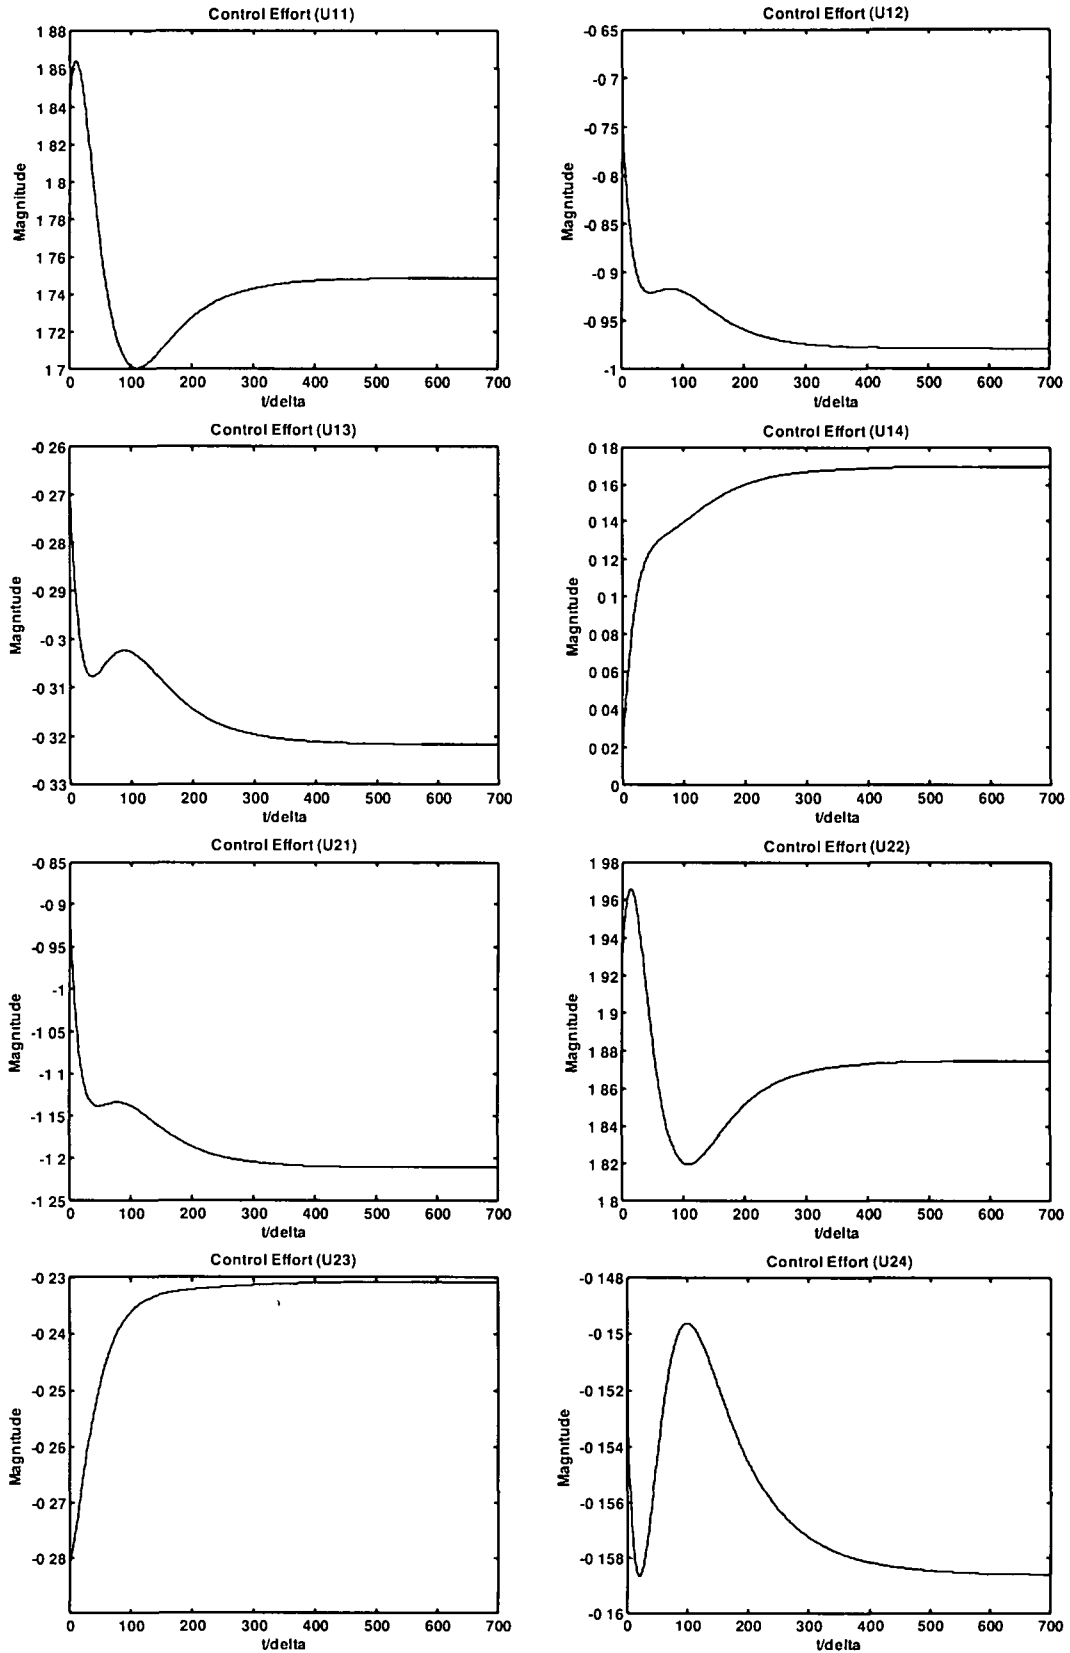 Control Effort (U11)
1 88
1 86
1 84
1 82
1 8
1 78
1 76
1 74
1 72
1 7
Magnitude
0 100 200 300 400 500 600 700
t/delta
Control Effort (U12)
-0 65
-0 7
-0 75
-0 8
-0 85
-0 9
-0 95
-1
Magnitude
0 100 200 300 400 500 600 700
t/delta
Control Effort (U13)
-0 26
-0 27
-0 28
-0 29
-0 3
-0 31
-0 32
-0 33
Magnitude
0 100 200 300 400 500 600 700
t/delta
Control Effort (U14)
0 18
0 16
0 14
0 12
0 1
0 08
0 06
0 04
0 02
0
Magnitude
0 100 200 300 400 500 600 700
t/delta
Control Effort (U21)
-0 85
-0 9
-0 95
-1
-1 05
-1 1
-1 15
-1 2
-1 25
Magnitude
0 100 200 300 400 500 600 700
t/delta
Control Effort (U22)
1 98
1 96
1 94
1 92
1 9
1 88
1 86
1 84
1 82
1 8
Magnitude
0 100 200 300 400 500 600 700
t/delta
Control Effort (U23)
-0 23
-0 24
-0 25
-0 26
-0 27
-0 28
Magnitude
0 100 200 300 400 500 600 700
t/delta
Control Effort (U24)
-0 148
-0 15
-0 152
-0 154
-0 156
-0 158
-0 16
Magnitude
0 100 200 300 400 500 600 700
t/delta